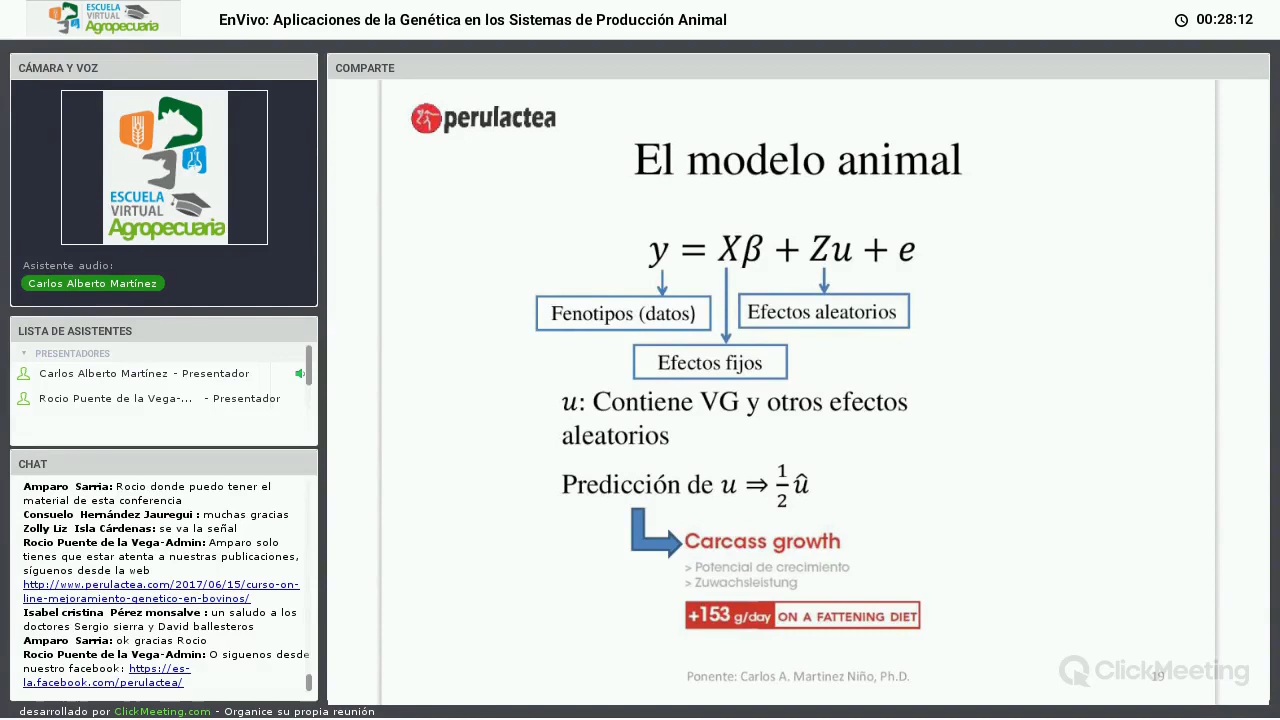 ESCUELA
VIRTUAL
Agropecuaria
EnVivo: Aplicaciones de la Genética en los Sistemas de Producción Animal
00:28:12
CÁMARA Y VOZ
ESCUELA
VIRTUAL
Agropecuaria
Asistente audio:
Carlos Alberto Martínez
LISTA DE ASISTENTES
PRESENTADORES
Carlos Alberto Martínez - Presentador
Rocio Puente de la Vega-... - Presentador
CHAT
Amparo Sarria: Rocio donde puedo tener el
material de esta conferencia
Consuelo Hernández Jauregui : muchas gracias
Zolly Liz Isla Cárdenas: se va la señal
Rocio Puente de la Vega-Admin: Amparo solo
tienes que estar atenta a nuestras publicaciones,
síguenos desde la web
http://www.perulactea.com/2017/06/15/curso-on-
line-mejoramiento-genetico-en-bovinos/
Isabel cristina Pérez monsalve : un saludo a los
doctores Sergio sierra y David ballesteros
Amparo Sarria: ok gracias Rocio
Rocio Puente de la Vega-Admin: O siguenos desde
nuestro facebook: https://es-
la.facebook.com/perulactea/
desarrollado por ClickMeeting.com - Organice su propia reunión
COMPARTE
perulactea
El modelo animal
y = Xβ + Zu + e
Fenotipos (datos)
Efectos aleatorios
Efectos fijos
u: Contiene VG y otros efectos
aleatorios
Predicción de u ⇒ 1/2 û
Carcass growth
> Potencial de crecimiento
> Zuwachsleistung
+153 g/day ON A FATTENING DIET
Ponente: Carlos A. Martinez Niño, Ph.D.
19
ClickMeeting